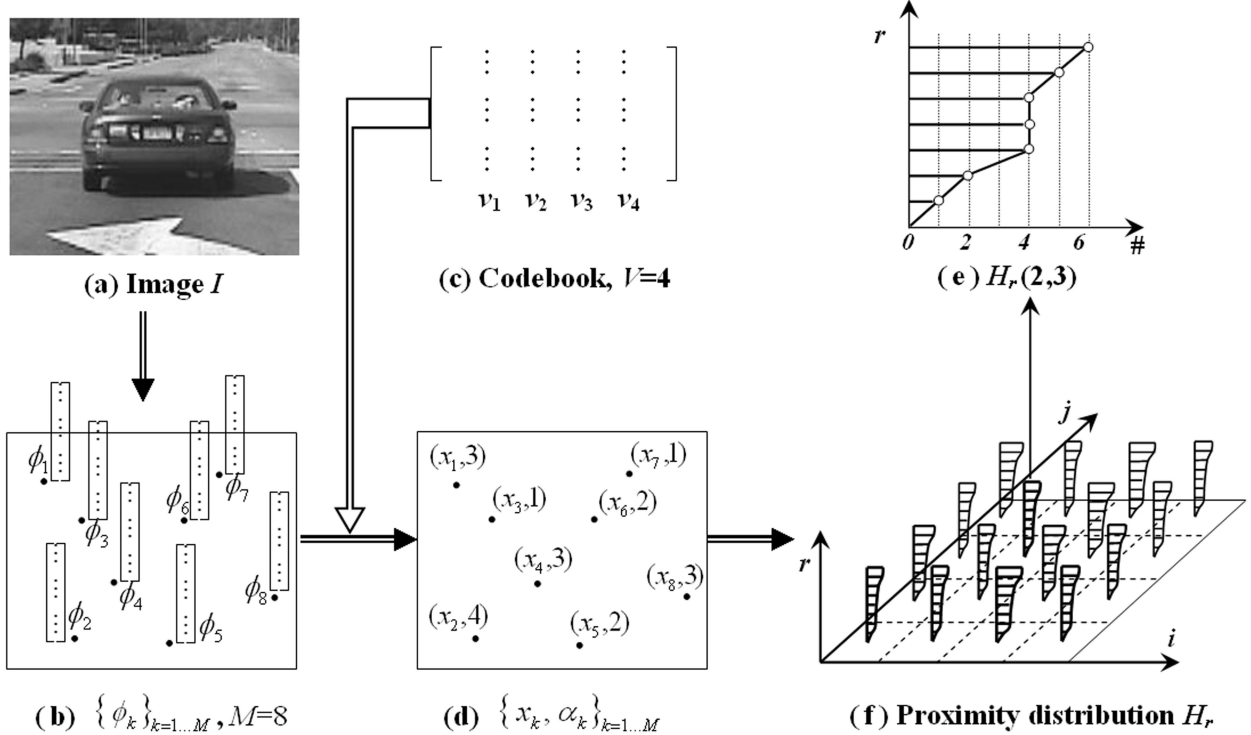 (a) Image I
v₁ v₂ v₃ v₄
(c) Codebook, V=4
r
0 2 4 6 #
(e) Hᵣ(2,3)
ϕ₁
ϕ₂
ϕ₃
ϕ₄
ϕ₅
ϕ₆
ϕ₇
ϕ₈
(b) {ϕₖ}ₖ₌₁...M, M=8
(x₁,3)
(x₇,1)
(x₃,1)
(x₆,2)
(x₄,3)
(x₈,3)
(x₂,4)
(x₅,2)
(d) {xₖ, αₖ}ₖ₌₁...M
j
r
i
(f) Proximity distribution Hᵣ